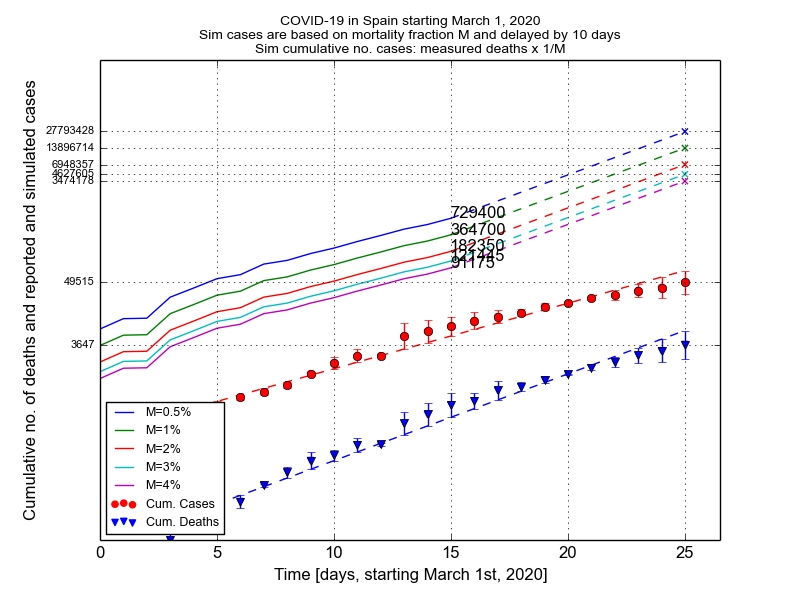 COVID-19 in Spain starting March 1, 2020
Sim cases are based on mortality fraction M and delayed by 10 days
Sim cumulative no. cases: measured deaths x 1/M
Cumulative no. of deaths and reported and simulated cases
27793428
13896714
6948357
4627605
3474178
49515
3647
729400
364700
182350
121445
91175
M=0.5%
M=1%
M=2%
M=3%
M=4%
Cum. Cases
Cum. Deaths
0 5 10 15 20 25
Time [days, starting March 1st, 2020]